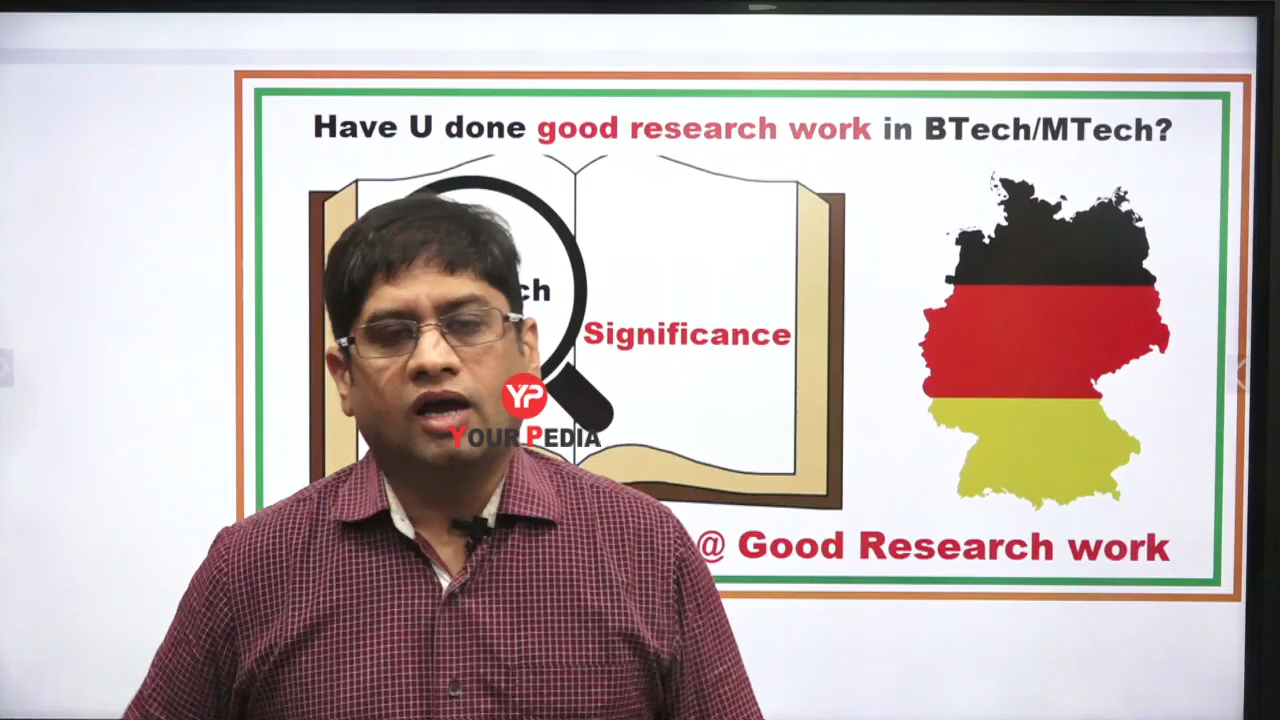 Have U done good research work in BTech/MTech?
ch
Significance
YP
YOUR PEDIA
@ Good Research work